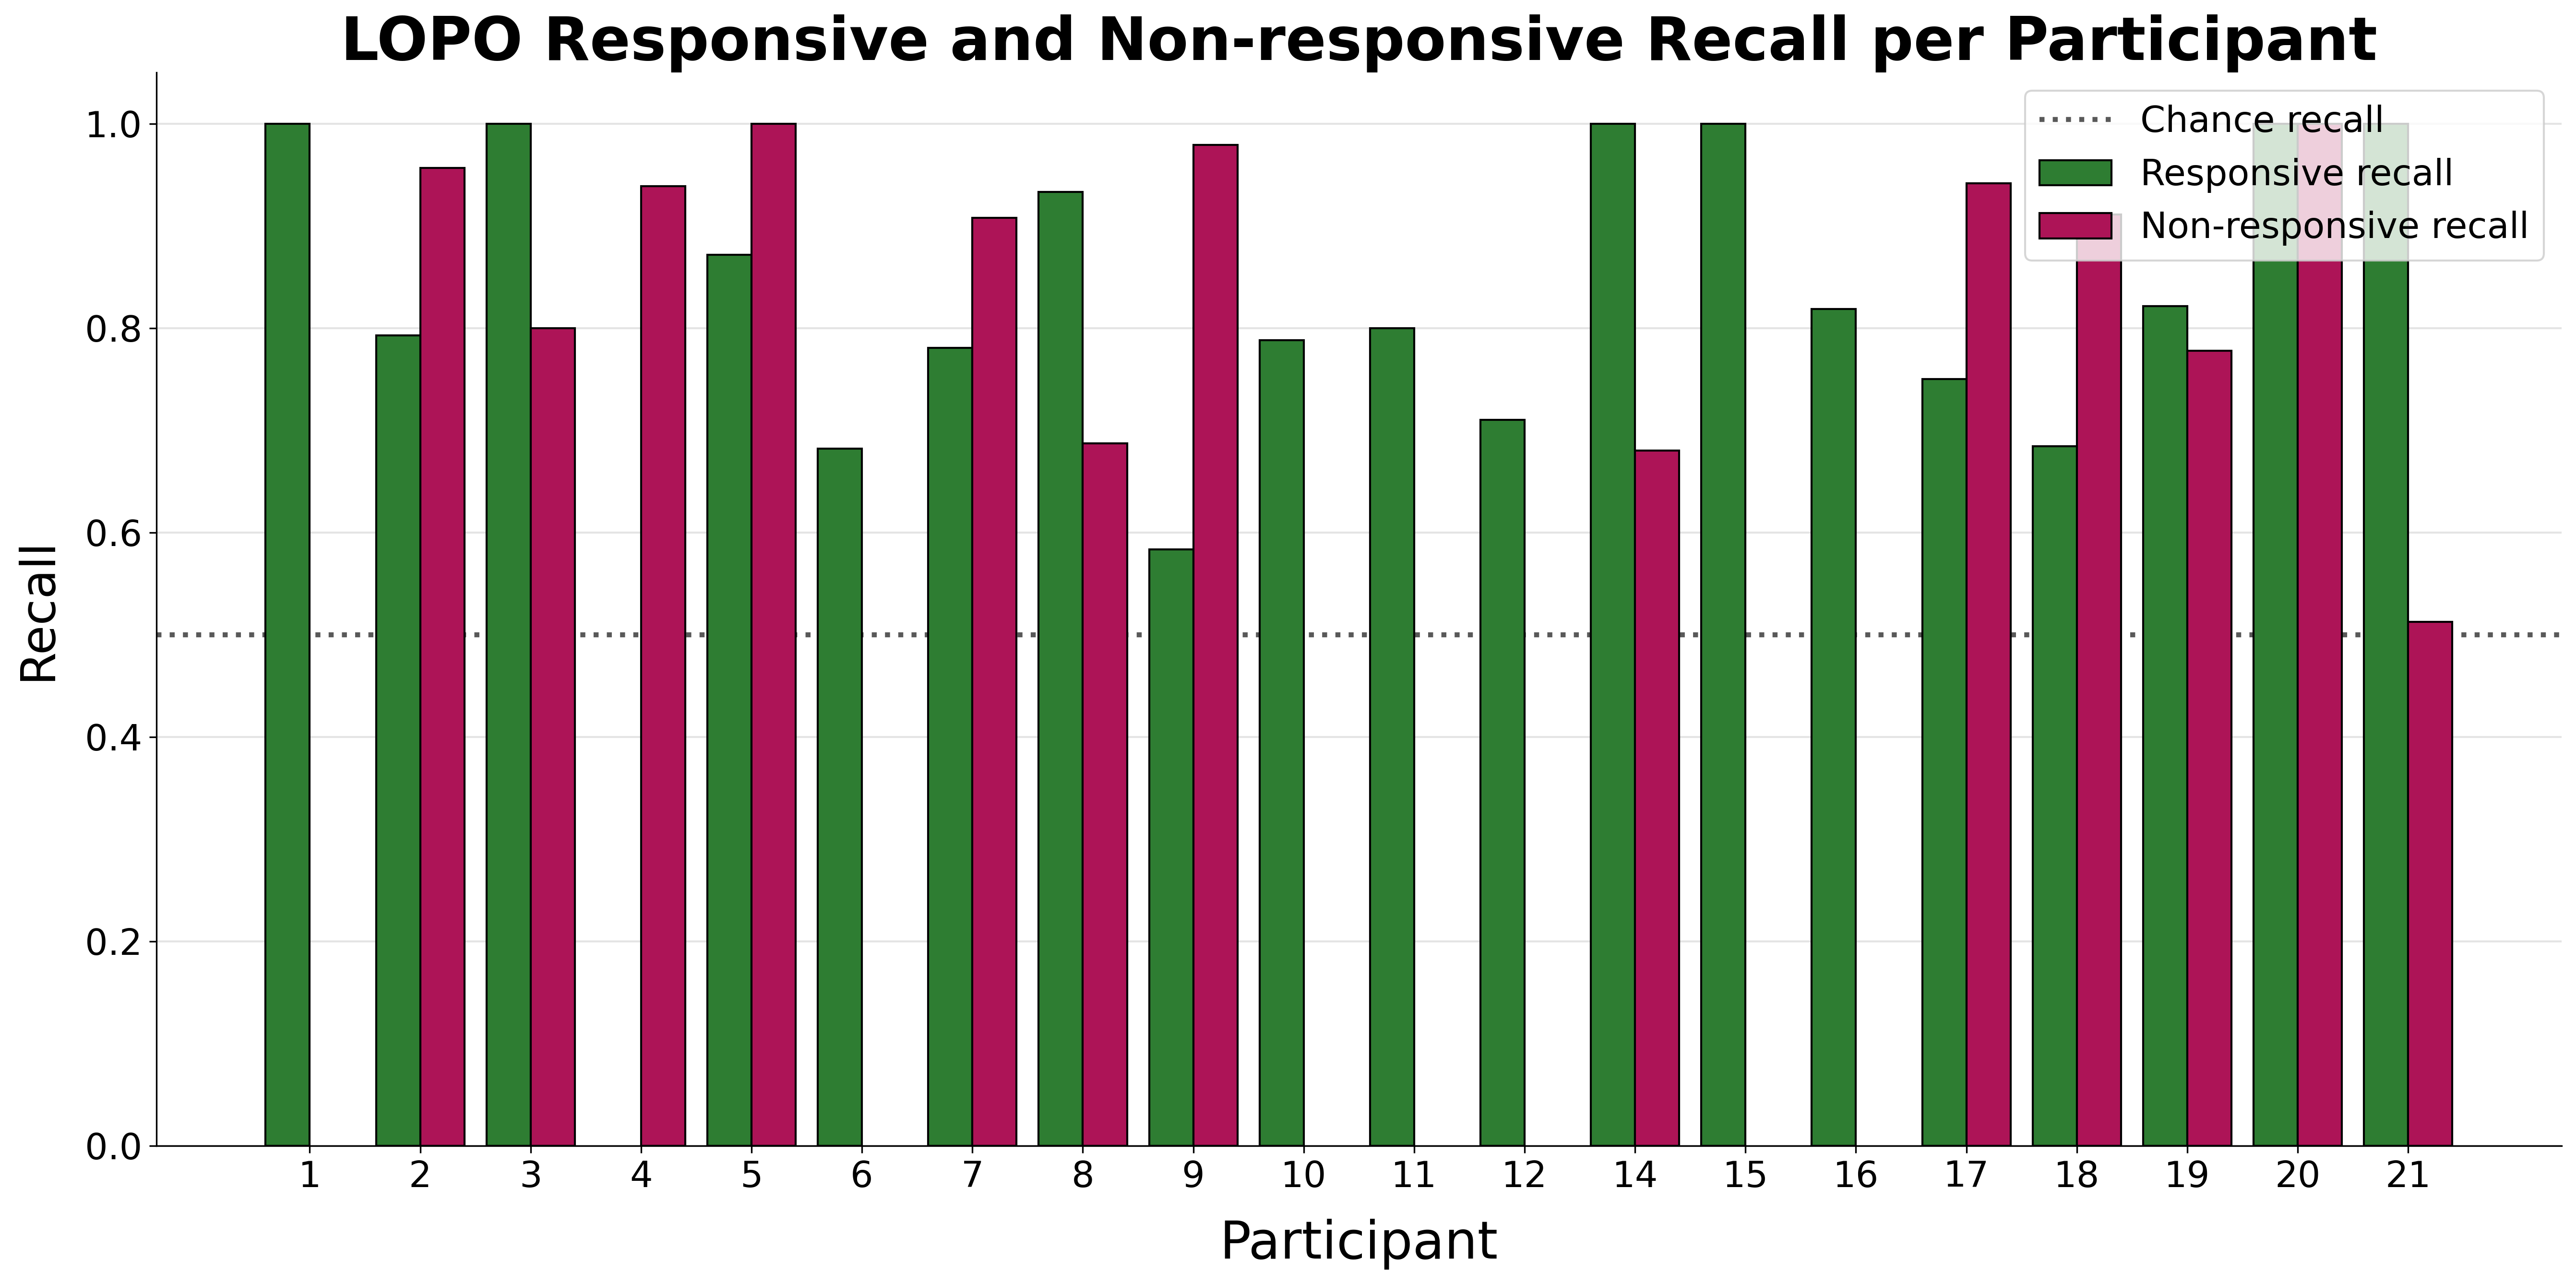 LOPO Responsive and Non-responsive Recall per Participant
Chance recall
Responsive recall
Non-responsive recall
1.0
0.8
0.6
0.4
0.2
0.0
Recall
1 2 3 4 5 6 7 8 9 10 11 12 14 15 16 17 18 19 20 21
Participant